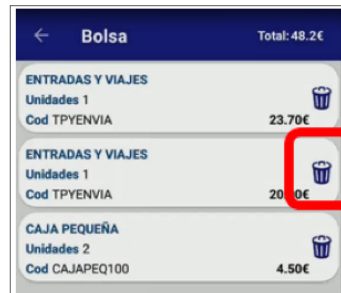 Bolsa Total: 48.2€
ENTRADAS Y VIAJES
Unidades 1
Cod TPYENVIA 23.70€
ENTRADAS Y VIAJES
Unidades 1
Cod TPYENVIA
CAJA PEQUEÑA
Unidades 2
Cod CAJAPEQ100 4.50€